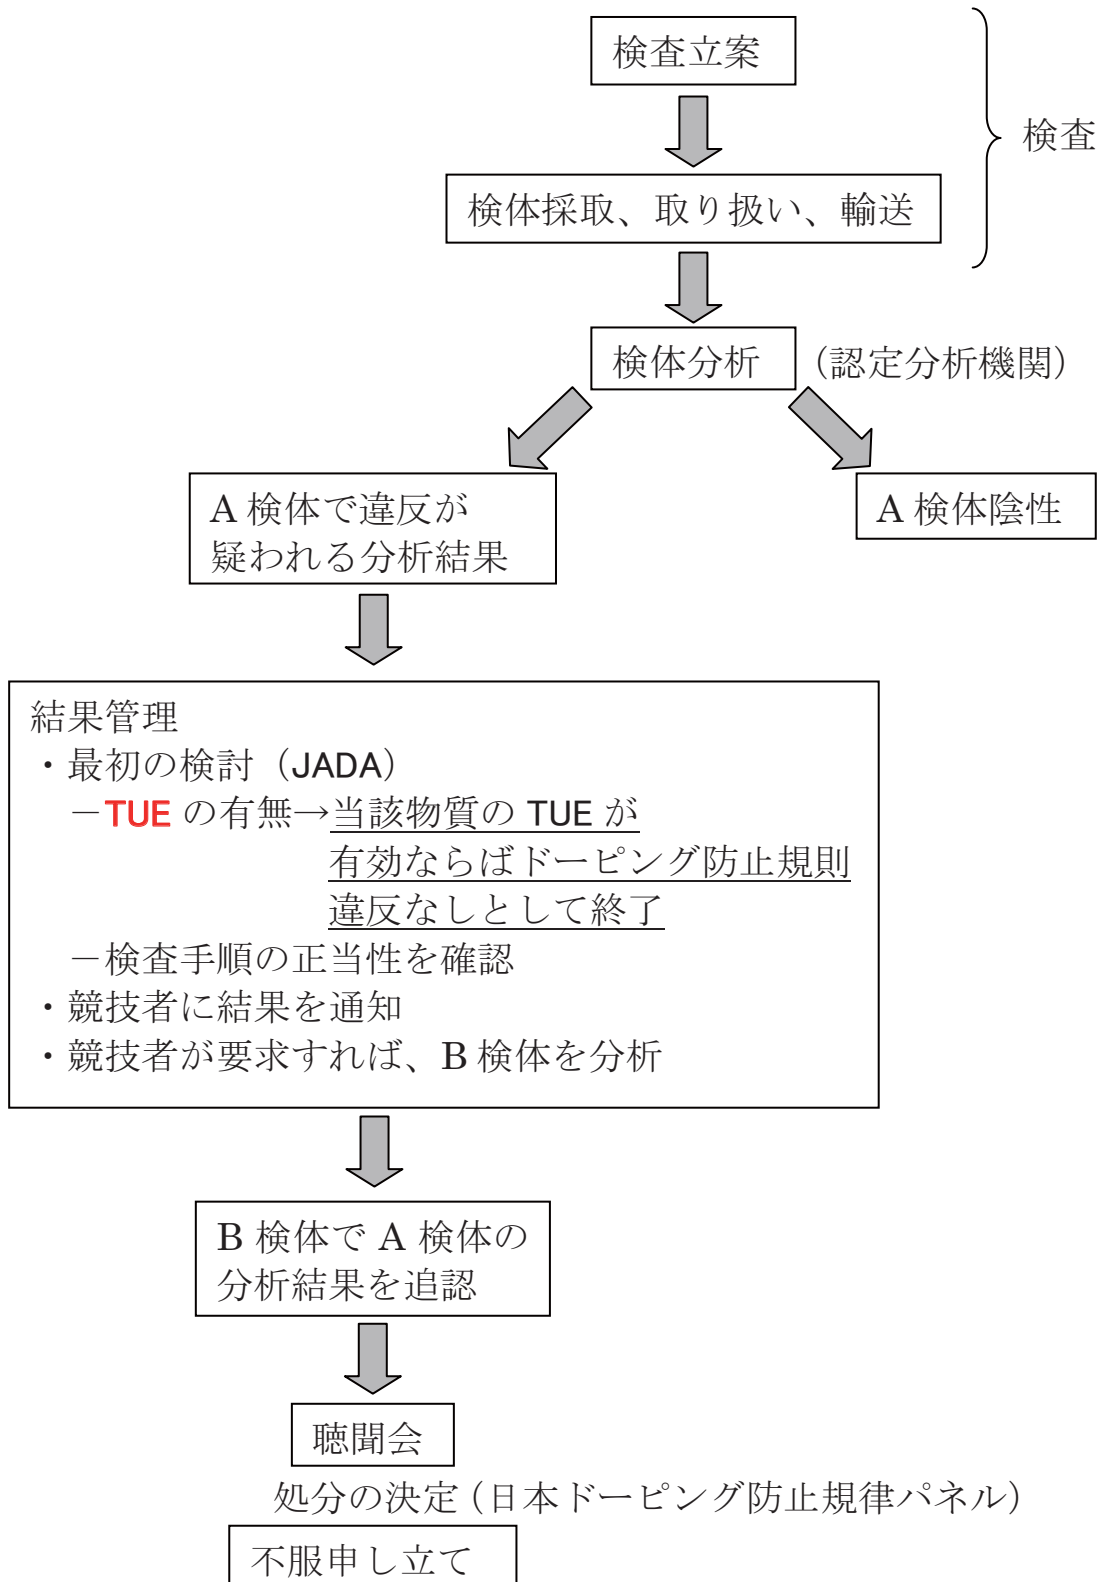 検査立案
検査
検体採取、取り扱い、輸送
検体分析 (認定分析機関)
A 検体で違反が
疑われる分析結果
A 検体陰性
結果管理
・最初の検討（JADA）
－TUE の有無→当該物質の TUE が
有効ならばドーピング防止規則
違反なしとして終了
－検査手順の正当性を確認
・競技者に結果を通知
・競技者が要求すれば、B 検体を分析
B 検体で A 検体の
分析結果を追認
聴聞会
処分の決定 (日本ドーピング防止規律パネル)
不服申し立て